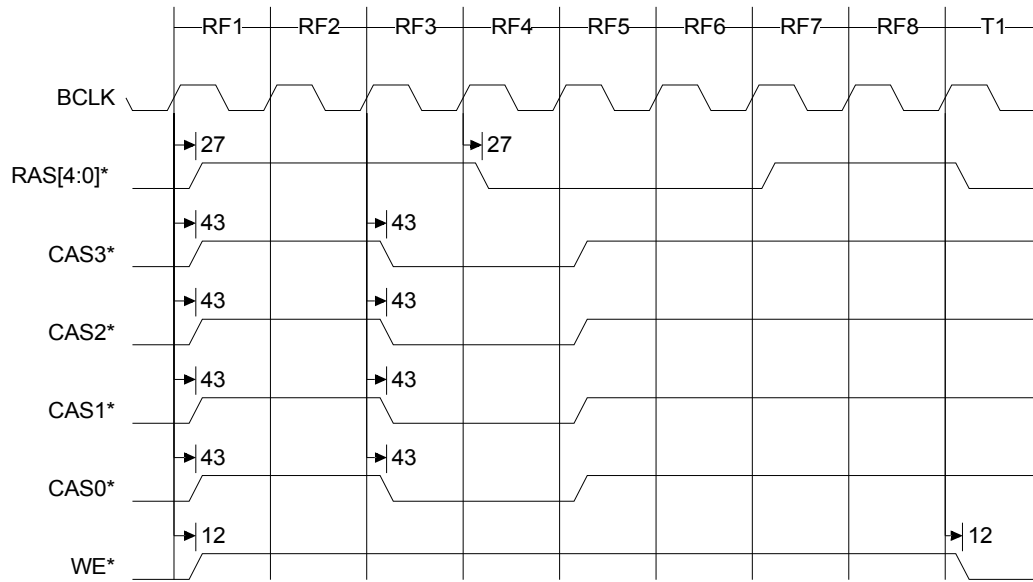 RF1 RF2 RF3 RF4 RF5 RF6 RF7 RF8 T1
BCLK
27 27
RAS[4:0]*
43 43
CAS3*
43 43
CAS2*
43 43
CAS1*
43 43
CAS0*
12 12
WE*